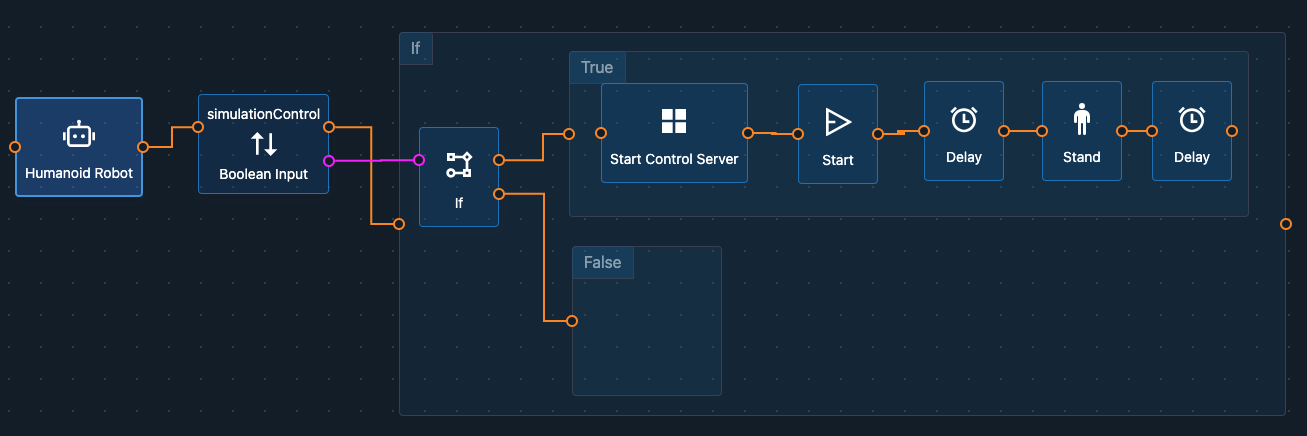 Humanoid Robot
simulationControl
Boolean Input
If
If
True
Start Control Server
Start
Delay
Stand
Delay
False